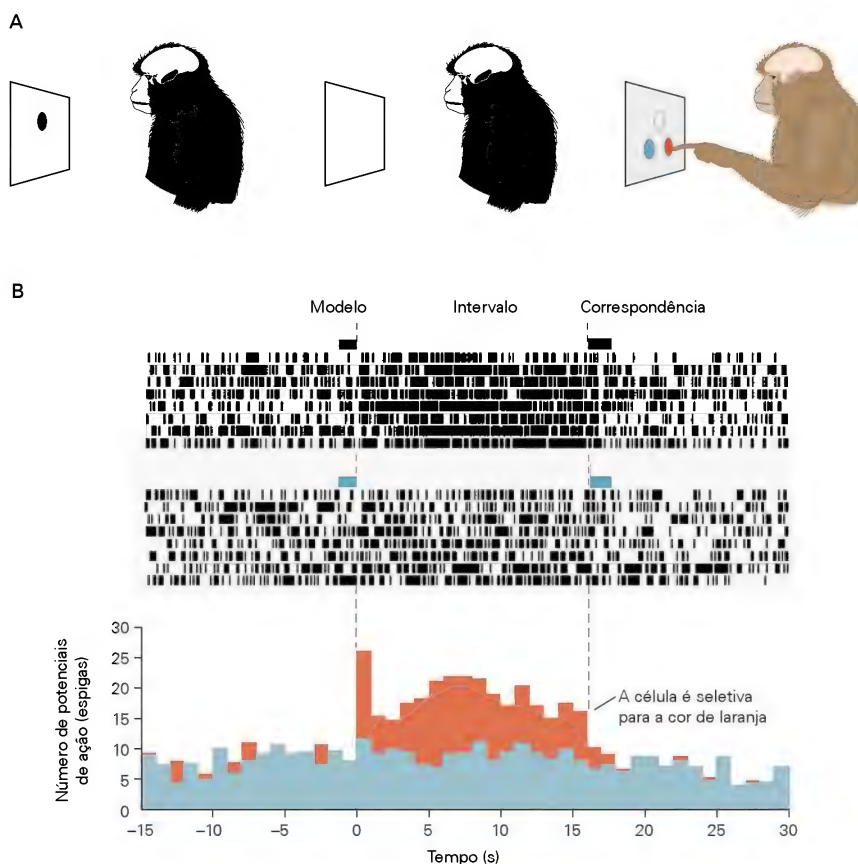 A
B
Modelo Intervalo Correspondência
Número de potenciais
de ação (espigas)
30
25
20
15
10
5
0
A célula é seletiva
para a cor de laranja
–15 –10 –5 0 5 10 15 20 25 30
Tempo (s)